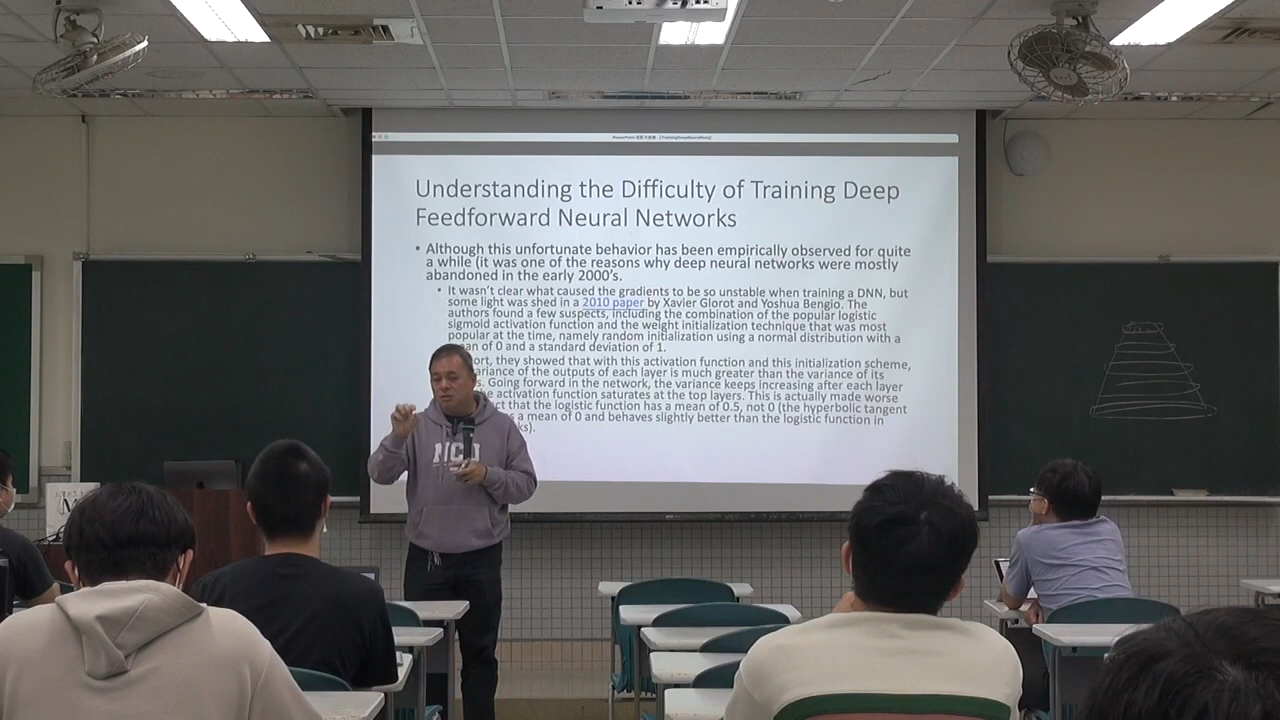 Understanding the Difficulty of Training Deep
Feedforward Neural Networks
• Although this unfortunate behavior has been empirically observed for quite
a while (it was one of the reasons why deep neural networks were mostly
abandoned in the early 2000's.
• It wasn't clear what caused the gradients to be so unstable when training a DNN, but
some light was shed in a 2010 paper by Xavier Glorot and Yoshua Bengio. The
authors found a few suspects, including the combination of the popular logistic
sigmoid activation function and the weight initialization technique that was most
popular at the time, namely random initialization using a normal distribution with a
of 0 and a standard deviation of 1.
they showed that with this activation function and this initialization scheme,
of the outputs of each layer is much greater than the variance of its
Going forward in the network, the variance keeps increasing after each layer
activation function saturates at the top layers. This is actually made worse
that the logistic function has a mean of 0.5, not 0 (the hyperbolic tangent
a mean of 0 and behaves slightly better than the logistic function in